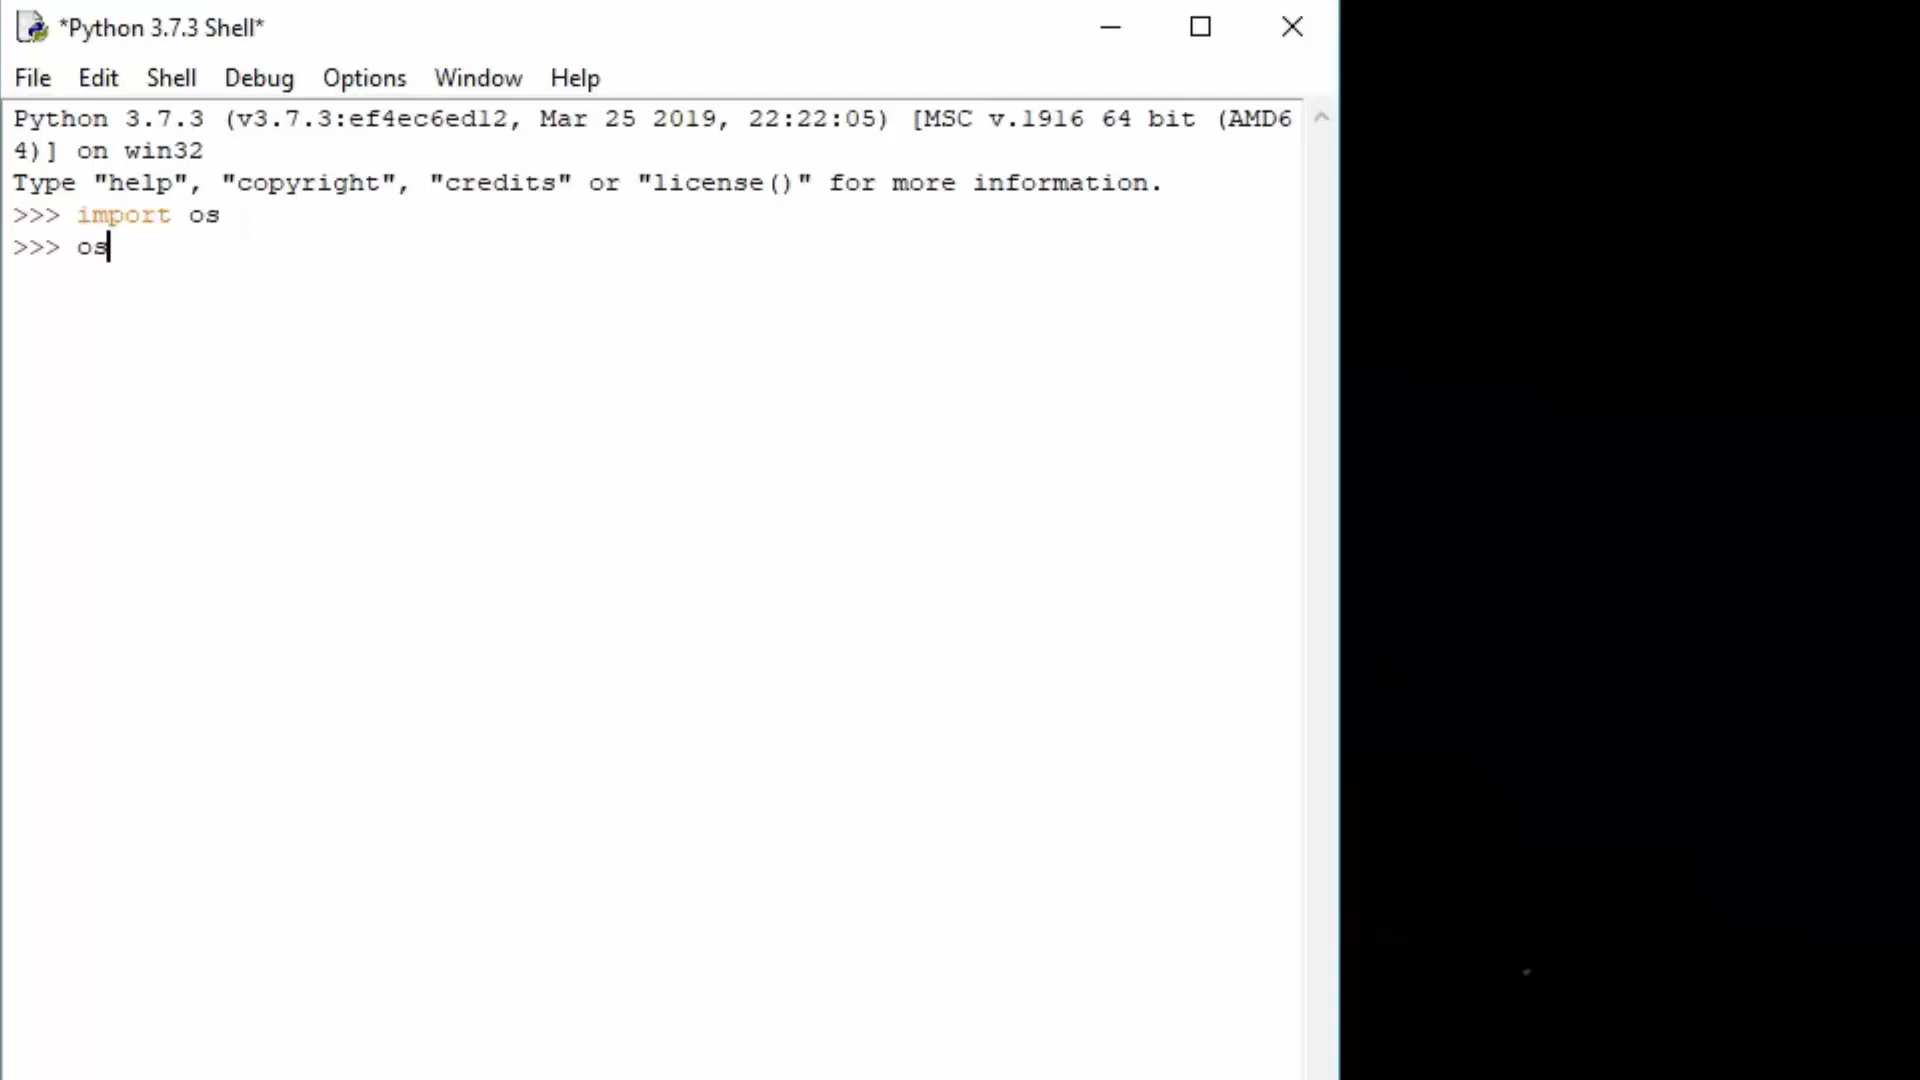 *Python 3.7.3 Shell*
File Edit Shell Debug Options Window Help
Python 3.7.3 (v3.7.3:ef4ec6ed12, Mar 25 2019, 22:22:05) [MSC v.1916 64 bit (AMD6
4)] on win32
Type "help", "copyright", "credits" or "license()" for more information.
>>> import os
>>> os